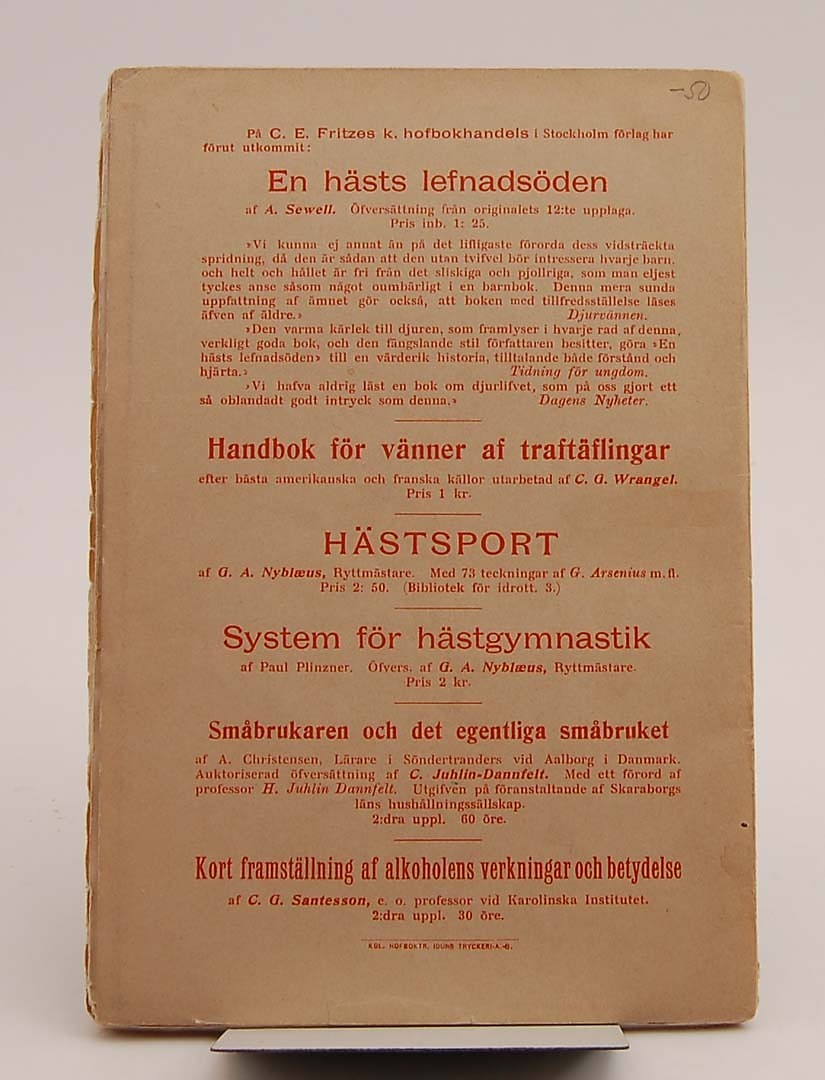 -50
På C. E. Fritzes k. hofbokhandels i Stockholm förlag har
förut utkommit:
En hästs lefnadsöden
af A. Sewell. Öfversättning från originalets 12:te upplaga.
Pris inb. 1: 25.
»Vi kunna ej annat än på det lifligaste förorda dess vidsträckta
spridning, då den är sådan att den utan tvifvel bör intressera hvarje barn,
och helt och hållet är fri från det sliskiga och pjollriga, som man eljest
tyckes anse såsom något oumbärligt i en barnbok. Denna mera sunda
uppfattning af ämnet gör också, att boken med tillfredsställelse läses
äfven af äldre.» Djurvännen.
»Den varma kärlek till djuren, som framlyser i hvarje rad af denna,
verkligt goda bok, och den fängslande stil författaren besitter, göra »En
hästs lefnadsöden» till en värderik historia, tilltalande både förstånd och
hjärta.» Tidning för ungdom.
»Vi hafva aldrig läst en bok om djurlifvet, som på oss gjort ett
så oblandadt godt intryck som denna.» Dagens Nyheter.
Handbok för vänner af traftäflingar
efter bästa amerikanska och franska källor utarbetad af C. G. Wrangel.
Pris 1 kr.
HÄSTSPORT
af G. A. Nyblæus, Ryttmästare. Med 73 teckningar af G. Arsenius m. fl.
Pris 2: 50. (Bibliotek för idrott. 3.)
System för hästgymnastik
af Paul Plinzner. Öfvers. af G. A. Nyblæus, Ryttmästare.
Pris 2 kr.
Småbrukaren och det egentliga småbruket
af A. Christensen, Lärare i Söndertranders vid Aalborg i Danmark.
Auktoriserad öfversättning af C. Juhlin-Dannfelt. Med ett förord af
professor H. Juhlin Dannfelt. Utgifven på föranstaltande af Skaraborgs
läns hushållningssällskap.
2:dra uppl. 60 öre.
Kort framställning af alkoholens verkningar och betydelse
af C. G. Santesson, e. o. professor vid Karolinska Institutet.
2:dra uppl. 30 öre.
KGL. HOFBOKTR. IDUNS TRYCKERI-A.-B.